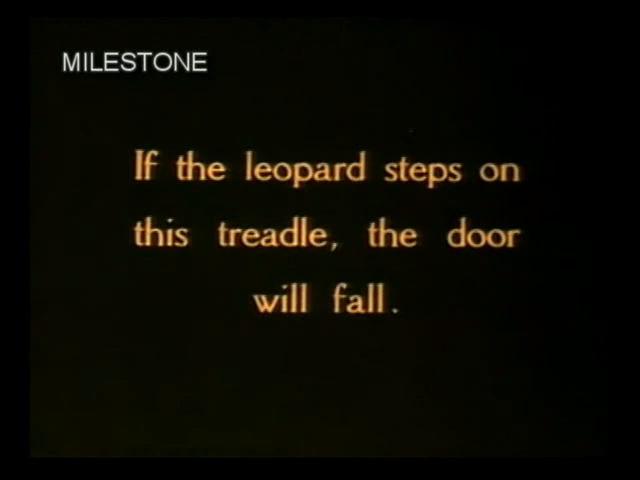 MILESTONE
If the leopard steps on
this treadle, the door
will fall.